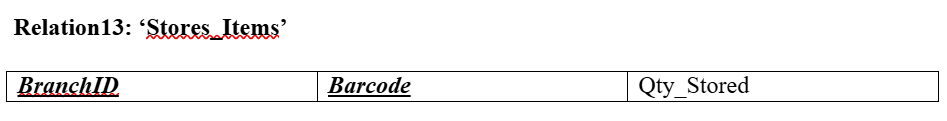 Relation13: ‘Stores_Items’
BranchID Barcode Qty_Stored